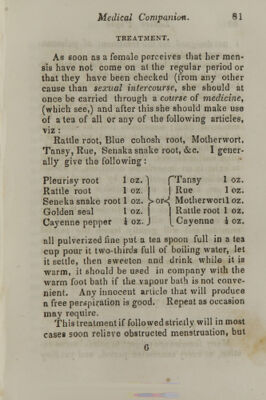 Medical Companion. 81
TREATMENT.
As soon as a female perceives that her men-
sis have not come on at the regular period or
that they have been checked (from any other
cause than sexual intercourse, she should at
once be carried through a course of medicine,
(which see,) and after this she should make use
of a tea of all or any of the following articles,
viz :
Rattle root, Blue cohosh root, Motherwort.
Tansy, Rue, Senaka snake root, &c. I gener-
ally give the following :
Pleurisy root 1 oz. Tansy 1 oz.
Rattle root 1 oz. Rue 1 oz.
Seneka snake root 1 oz. or Motherwort 1 oz.
Golden seal 1 oz. Rattle root 1 oz.
Cayenne pepper ¼ oz. Cayenne ¼ oz.
all pulverized fine put a tea spoon full in a tea
cup pour it two-thirds full of boiling water, let
it settle, then sweeten and drink while it is
warm, it should be used in company with the
warm foot bath if the vapour bath is not conve-
nient. Any innocent article that will produce
a free perspiration is good. Repeat as occasion
may require.
This treatment if followed strictly will in most
cases soon relieve obstructed menstruation, but
6